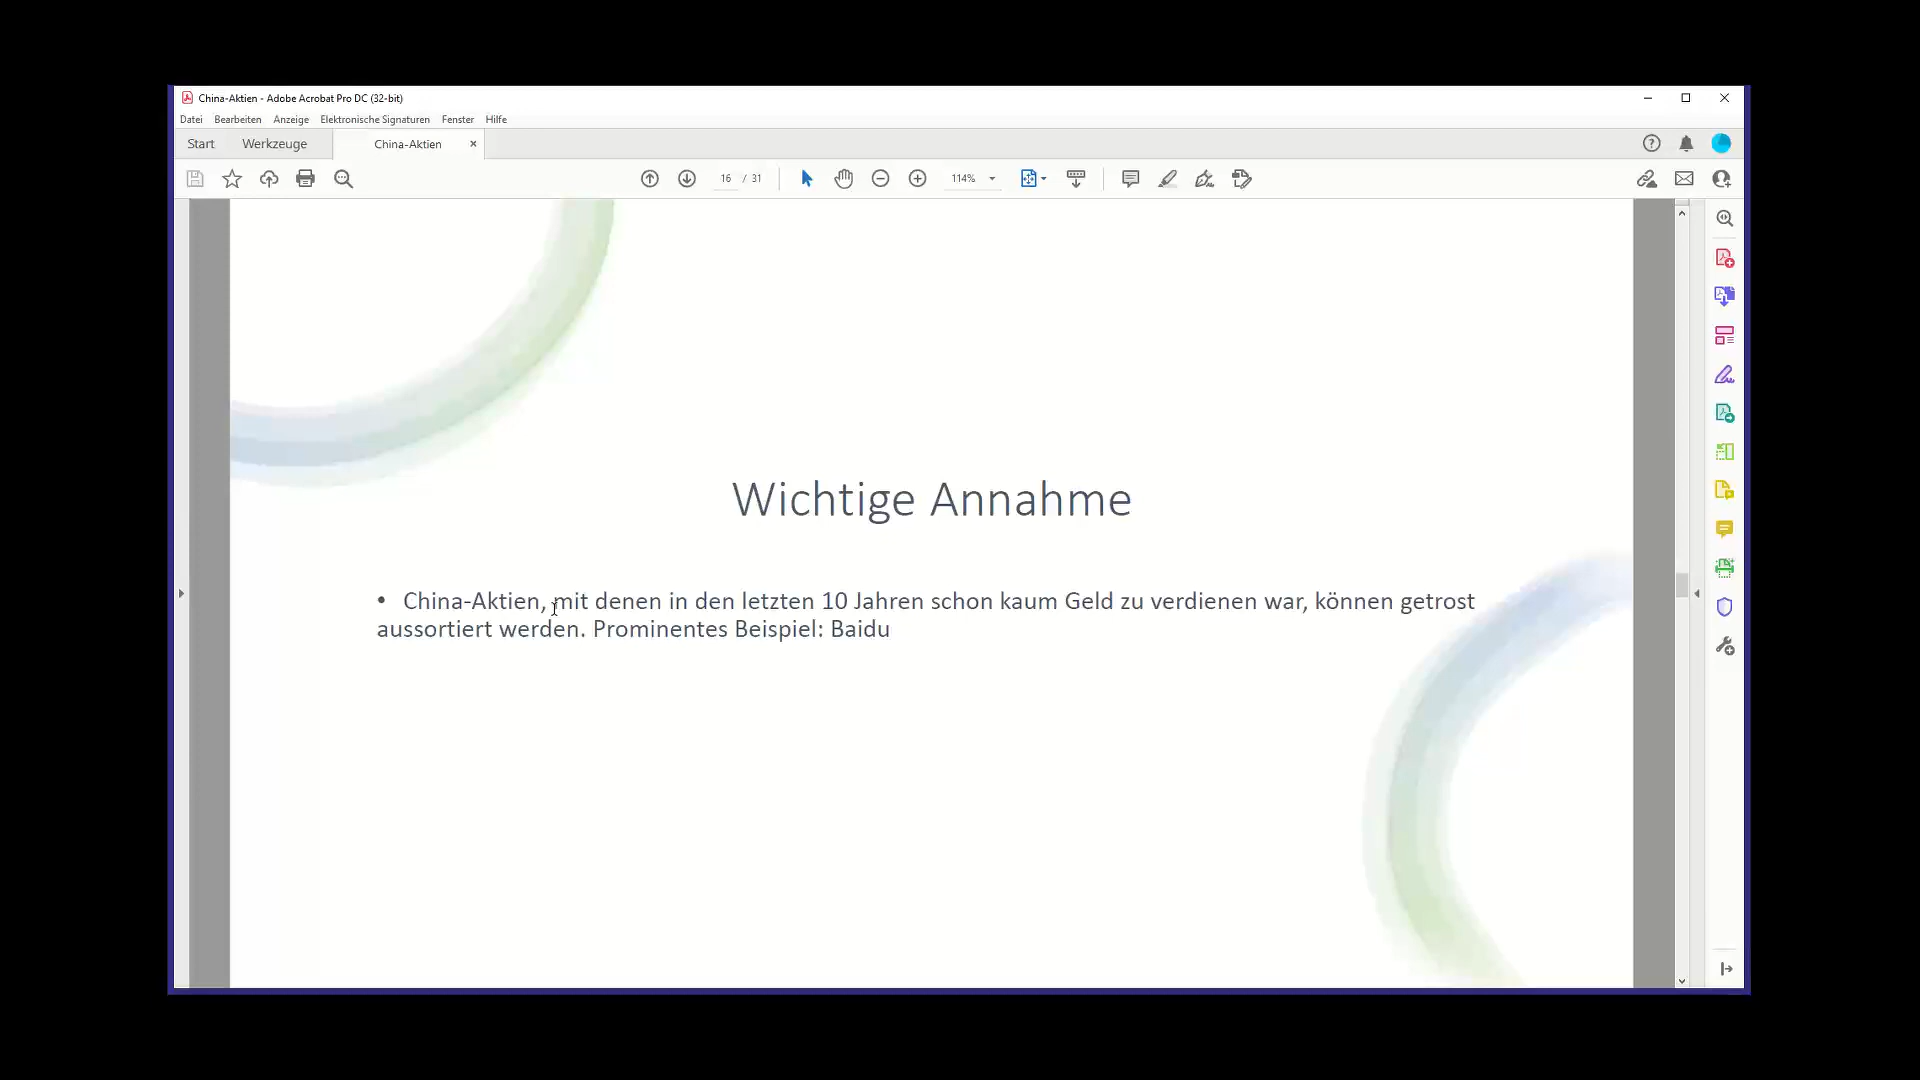 China-Aktien - Adobe Acrobat Pro DC (32-bit)
Datei Bearbeiten Anzeige Elektronische Signaturen Fenster Hilfe
Start Werkzeuge China-Aktien
16 / 31 114%
Wichtige Annahme
• China-Aktien, mit denen in den letzten 10 Jahren schon kaum Geld zu verdienen war, können getrost
aussortiert werden. Prominentes Beispiel: Baidu